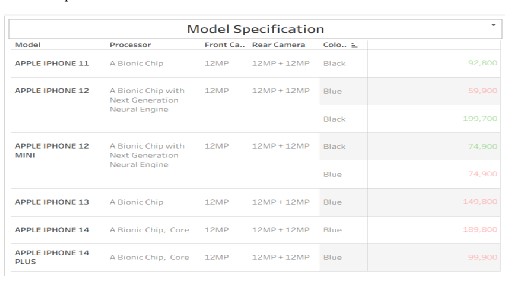 Model Specification
Model Processor Front Ca.. Rear Camera Colo..
APPLE IPHONE 11 A Bionic Chip 12MP 12MP + 12MP Black 97,800
APPLE IPHONE 12 A Bionic Chip with Next Generation Neural Engine 12MP 12MP + 12MP Blue 59,900
Black
APPLE IPHONE 12 MINI A Bionic Chip with Next Generation Neural Engine 12MP 12MP + 12MP Black 74,900
Blue 74,900
APPLE IPHONE 13 A Bionic Chip 12MP 12MP + 12MP Blue 149,800
APPLE IPHONE 14 A Bionic Chip, Core 12MP 12MP + 12MP Blue 189,800
APPLE IPHONE 14 PLUS A Bionic Chip, Core 12MP 12MP + 12MP Blue 99,900